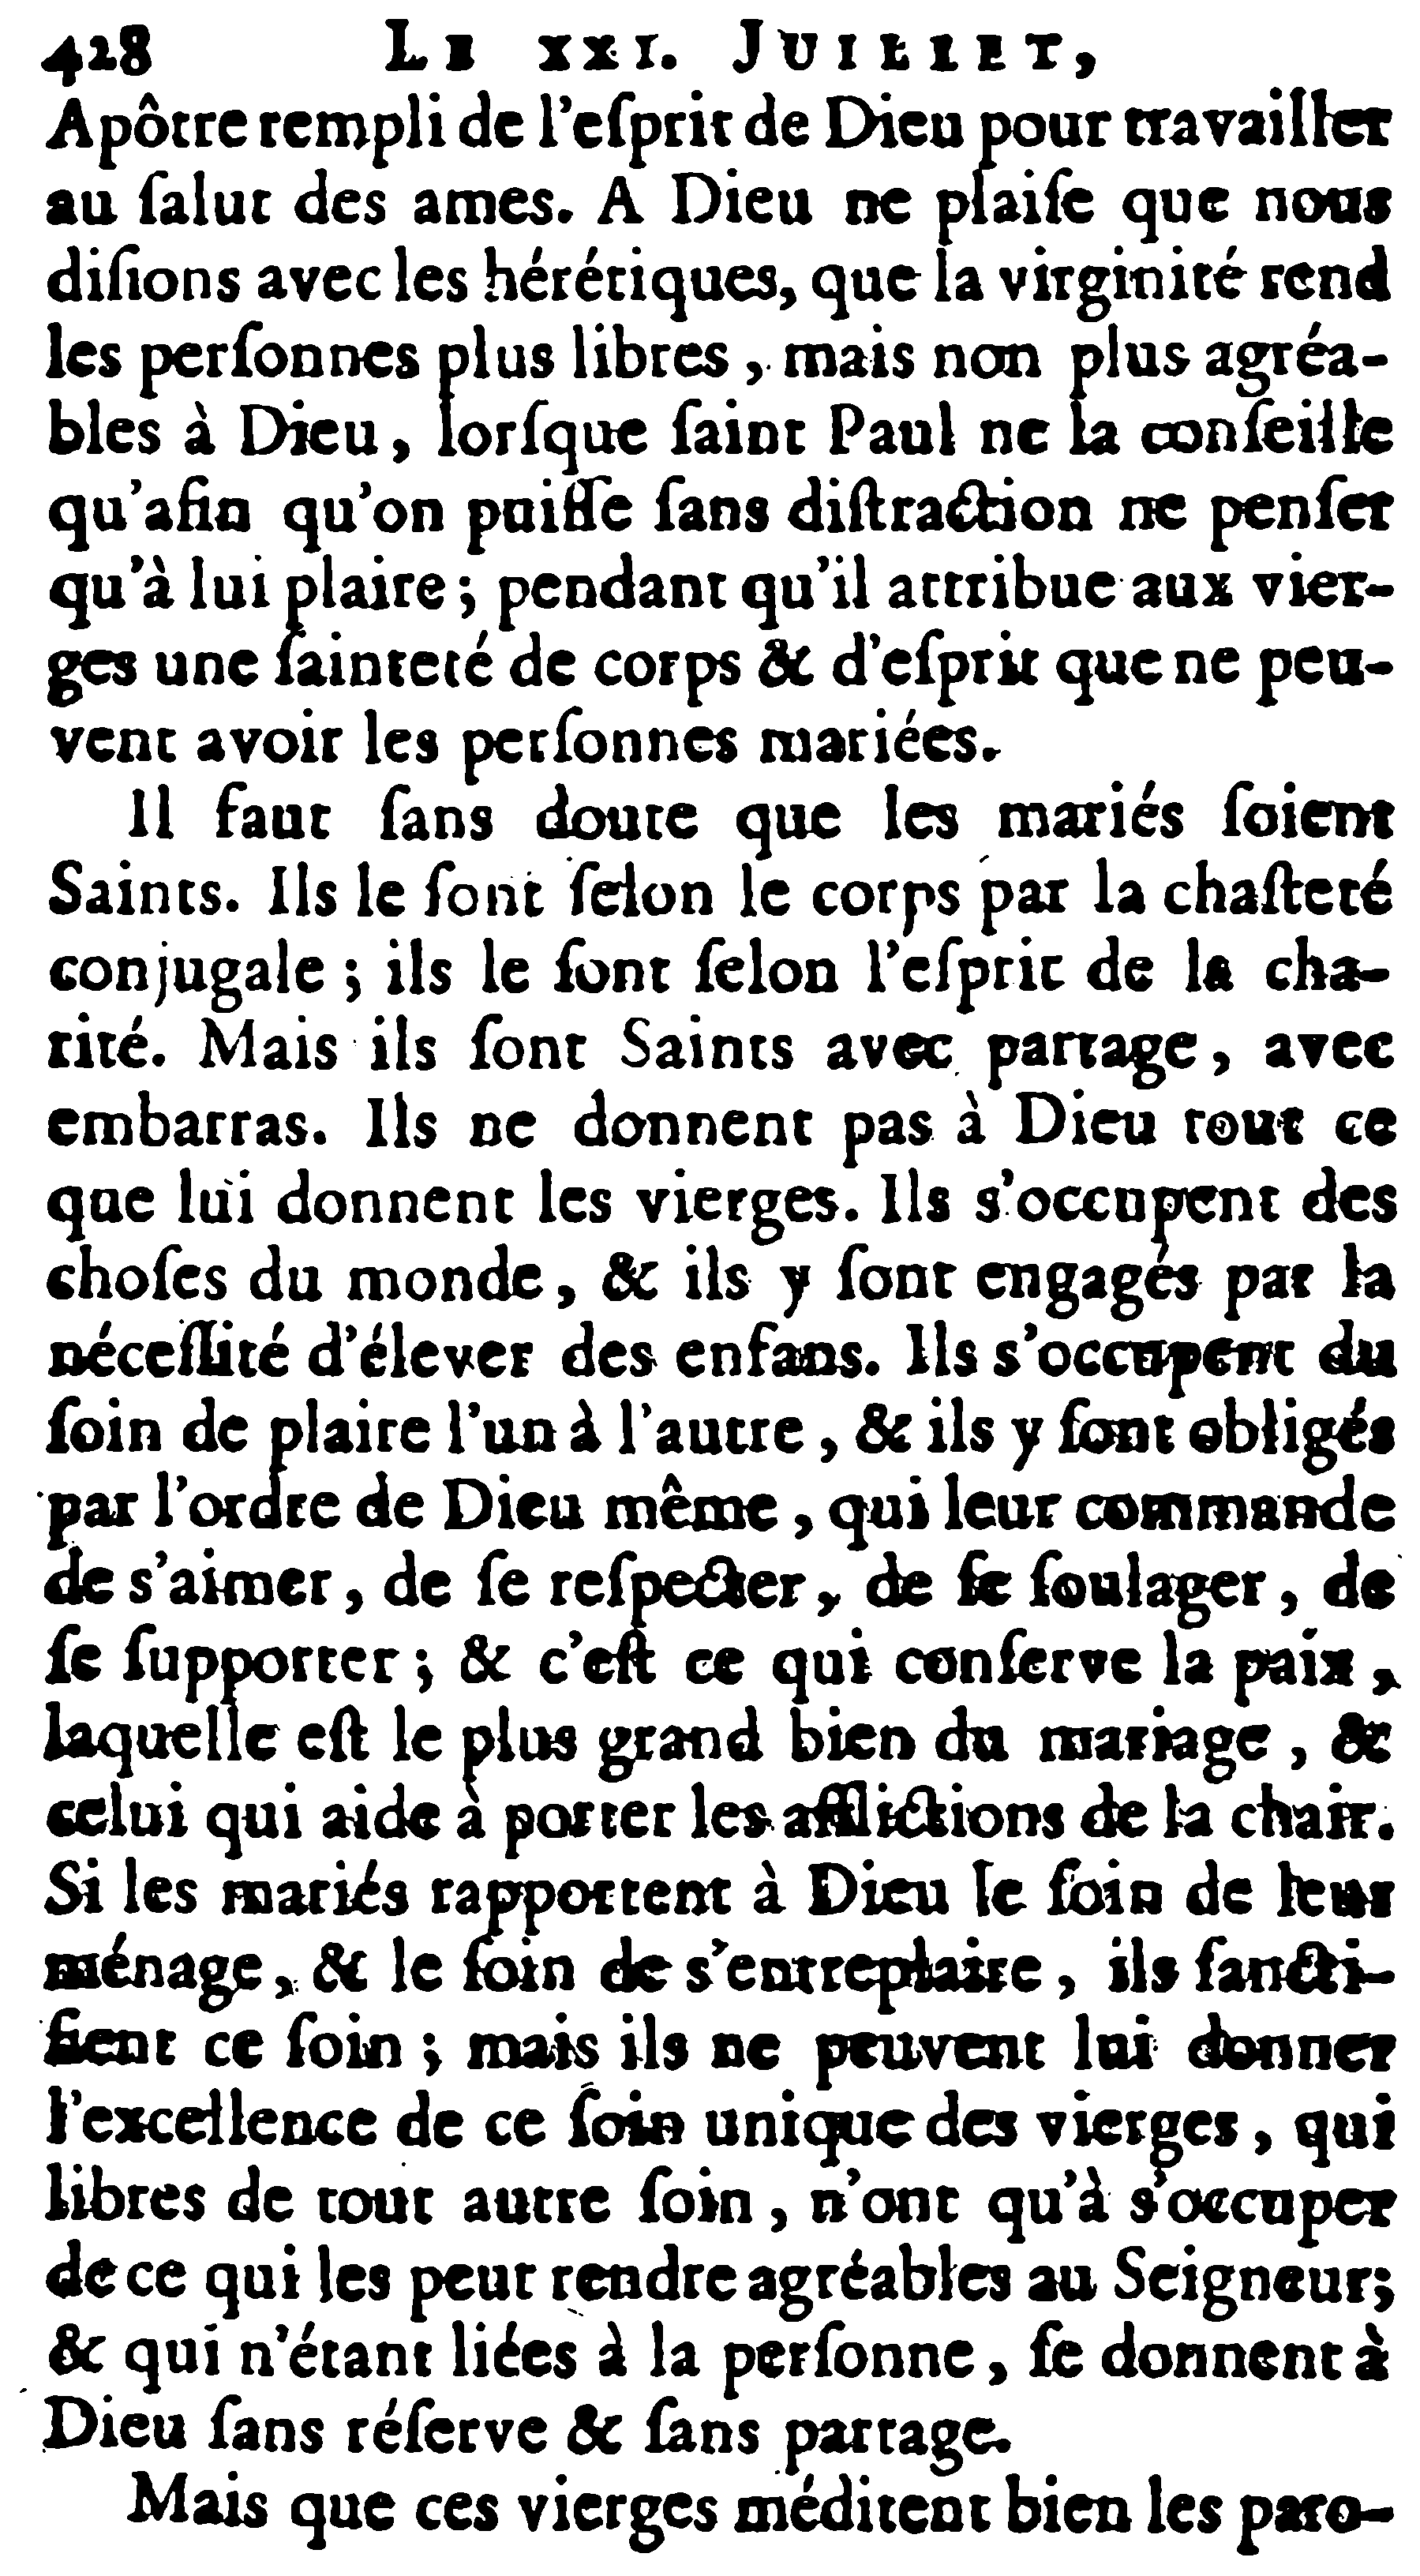 428 LE XXI. JUILLET,
Apôtre rempli de l'eſprit de Dieu pour travailler
au ſalut des ames. A Dieu ne plaiſe que nous
diſions avec les hérétiques, que la virginité rend
les perſonnes plus libres, mais non plus agréa-
bles à Dieu, lorſque ſaint Paul ne la conſeille
qu'afin qu'on puiſſe ſans diſtraction ne penſer
qu'à lui plaire; pendant qu'il attribue aux vier-
ges une ſainteté de corps & d'eſprit que ne peu-
vent avoir les perſonnes mariées.
Il faut ſans doute que les mariés ſoient
Saints. Ils le ſont ſelon le corps par la chaſteté
conjugale; ils le ſont ſelon l'eſprit de la cha-
rité. Mais ils ſont Saints avec partage, avec
embarras. Ils ne donnent pas à Dieu tout ce
que lui donnent les vierges. Ils s'occupent des
choſes du monde, & ils y ſont engagés par la
néceſſité d'élever des enfans. Ils s'occupent du
ſoin de plaire l'un à l'autre, & ils y ſont obligés
par l'ordre de Dieu même, qui leur commande
de s'aimer, de ſe reſpecter, de ſe ſoulager, de
ſe ſupporter; & c'eſt ce qui conſerve la paix,
laquelle eſt le plus grand bien du mariage, &
celui qui aide à porter les afflictions de la chair.
Si les mariés rapportent à Dieu le ſoin de leur
ménage, & le ſoin de s'entreplaire, ils ſancti-
fient ce ſoin; mais ils ne peuvent lui donner
l'excellence de ce ſoin unique des vierges, qui
libres de tout autre ſoin, n'ont qu'à s'occuper
de ce qui les peut rendre agréables au Seigneur;
& qui n'étant liées à la perſonne, ſe donnent à
Dieu ſans réſerve & ſans partage.
Mais que ces vierges méditent bien les paro-